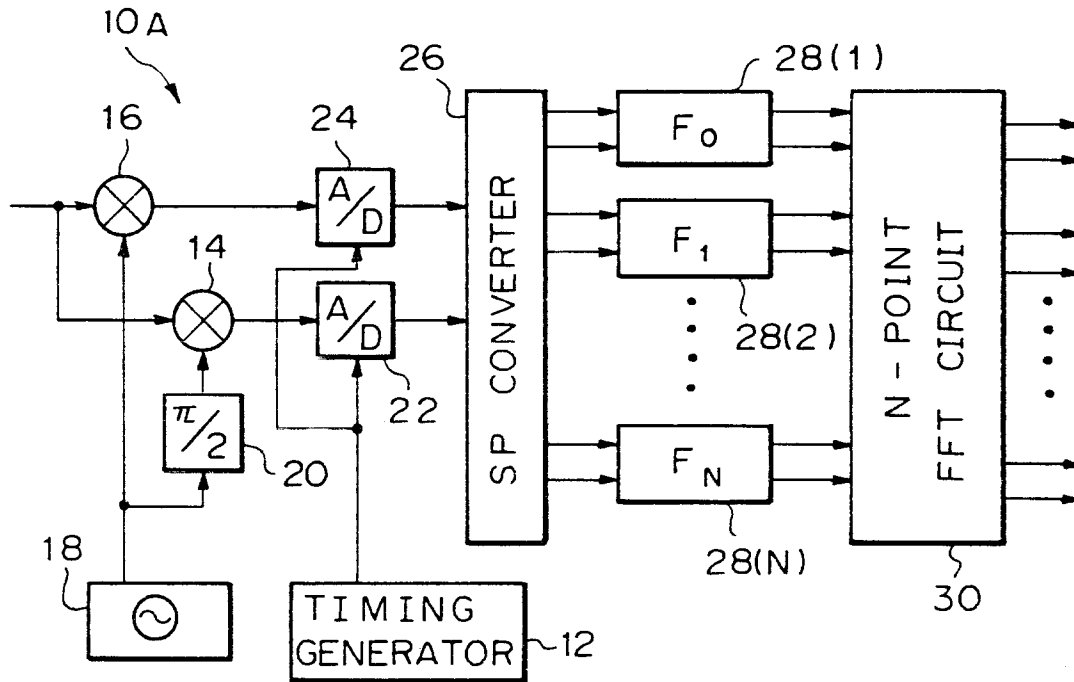 10A
16
24
A/D
26
28(1)
F0
14
A/D
22
SP CONVERTER
F1
28(2)
N-POINT
FFT CIRCUIT
π/2
20
FN
28(N)
30
18
TIMING
GENERATOR
12